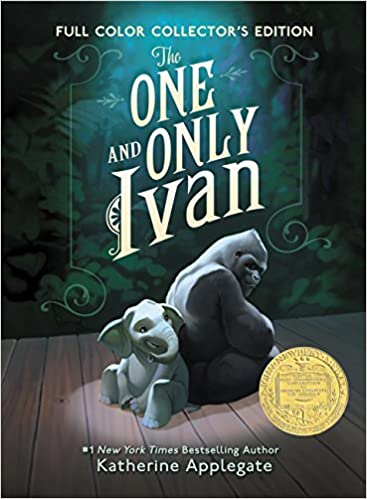 FULL COLOR COLLECTOR'S EDITION
The
ONE
AND ONLY
Ivan
#1 New York Times Bestselling Author
Katherine Applegate